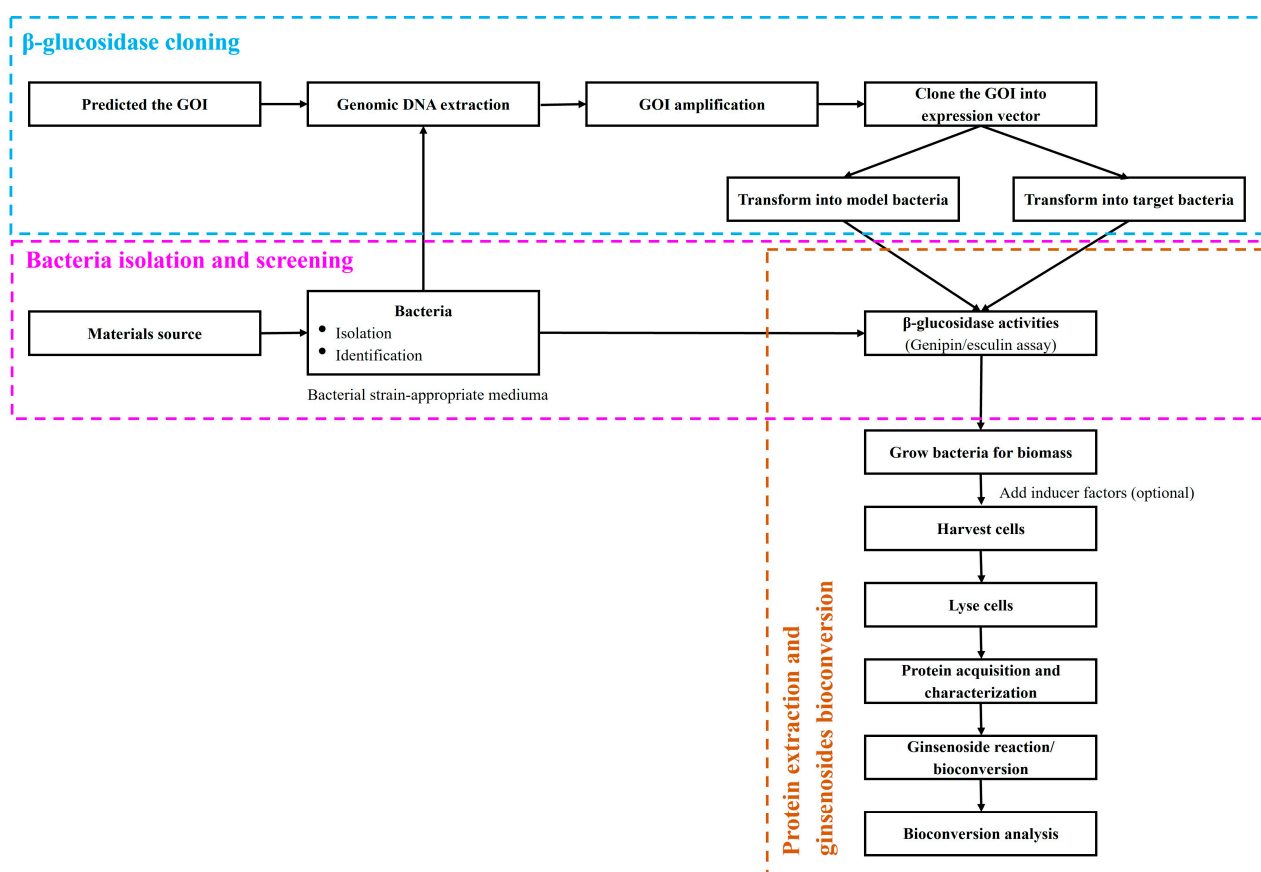 β-glucosidase cloning
Predicted the GOI
Genomic DNA extraction
GOI amplification
Clone the GOI into
expression vector
Transform into model bacteria
Transform into target bacteria
Bacteria isolation and screening
Materials source
Bacteria
• Isolation
• Identification
Bacterial strain-appropriate mediuma
β-glucosidase activities
(Genipin/esculin assay)
Grow bacteria for biomass
Add inducer factors (optional)
Harvest cells
Lyse cells
Protein acquisition and
characterization
Ginsenoside reaction/
bioconversion
Bioconversion analysis
Protein extraction and
ginsenosides bioconversion